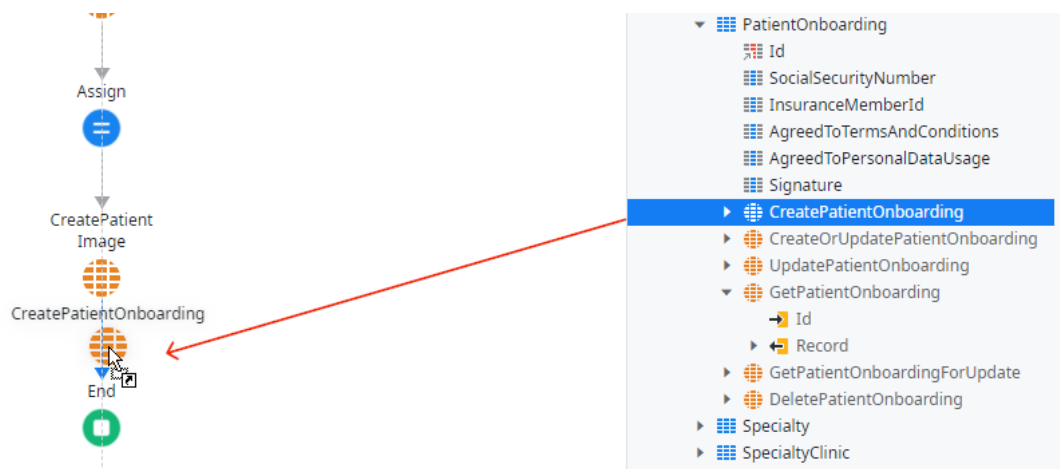 Assign
CreatePatient
Image
CreatePatientOnboarding
End
PatientOnboarding
Id
SocialSecurityNumber
InsuranceMemberId
AgreedToTermsAndConditions
AgreedToPersonalDataUsage
Signature
CreatePatientOnboarding
CreateOrUpdatePatientOnboarding
UpdatePatientOnboarding
GetPatientOnboarding
Id
Record
GetPatientOnboardingForUpdate
DeletePatientOnboarding
Specialty
SpecialtyClinic